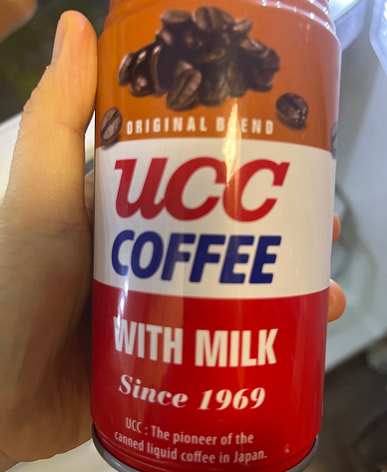 ORIGINAL BLEND
UCC
COFFEE
WITH MILK
Since 1969
UCC : The pioneer of the
canned liquid coffee in Japan.